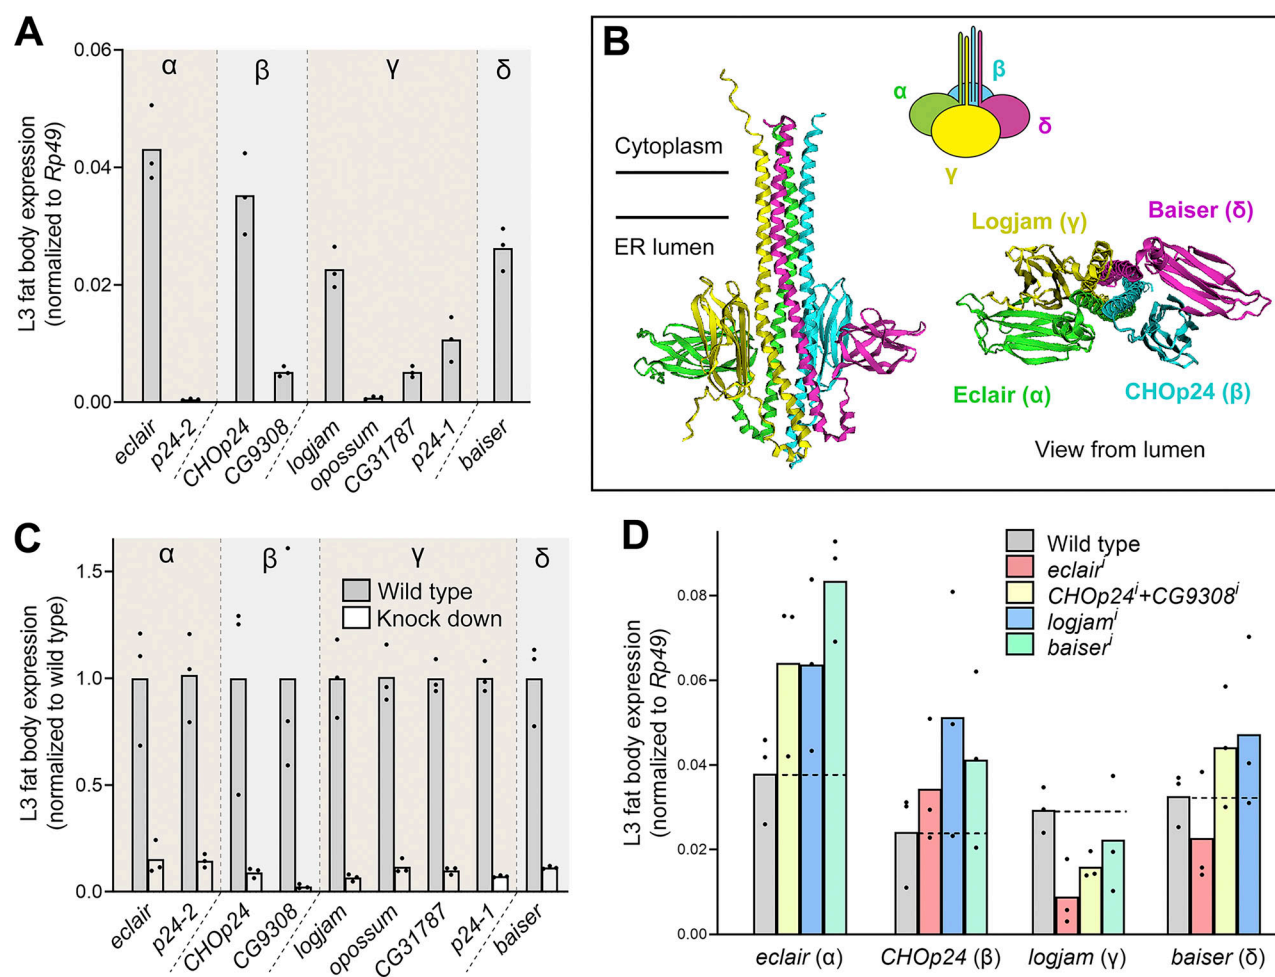 A
L3 fat body expression
(normalized to Rp49)
0.06
0.04
0.02
0.00
α
β
γ
δ
eclair
p24-2
CHOp24
CG9308
logjam
opossum
CG31787
p24-1
baiser
B
Cytoplasm
ER lumen
α
β
γ
δ
Logjam (γ)
Baiser (δ)
Eclair (α)
CHOp24 (β)
View from lumen
C
L3 fat body expression
(normalized to wild type)
1.5
1.0
0.5
0.0
α
β
γ
δ
Wild type
Knock down
eclair
p24-2
CHOp24
CG9308
logjam
opossum
CG31787
p24-1
baiser
D
L3 fat body expression
(normalized to Rp49)
0.08
0.06
0.04
0.02
0.00
Wild type
eclairⁱ
CHOp24ⁱ+CG9308ⁱ
logjamⁱ
baiserⁱ
eclair (α)
CHOp24 (β)
logjam (γ)
baiser (δ)